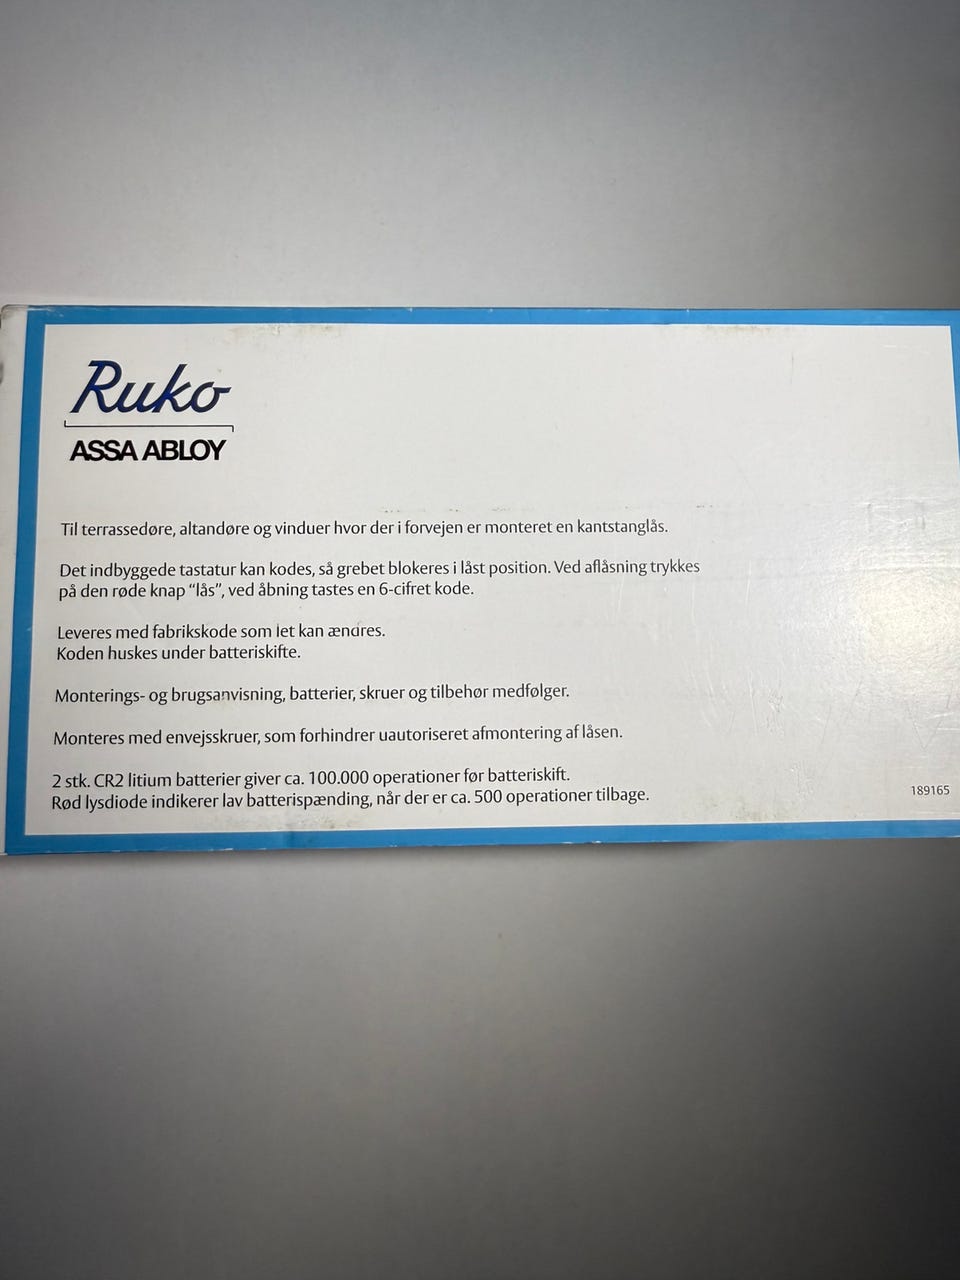 Ruko
ASSA ABLOY
Til terrassedøre, altandøre og vinduer hvor der i forvejen er monteret en kantstanglås.
Det indbyggede tastatur kan kodes, så grebet blokeres i låst position. Ved aflåsning trykkes
på den røde knap “lås”, ved åbning tastes en 6-cifret kode.
Leveres med fabrikskode som let kan ændres.
Koden huskes under batteriskifte.
Monterings- og brugsanvisning, batterier, skruer og tilbehør medfølger.
Monteres med envejsskruer, som forhindrer uautoriseret afmontering af låsen.
2 stk. CR2 litium batterier giver ca. 100.000 operationer før batteriskift.
Rød lysdiode indikerer lav batterispænding, når der er ca. 500 operationer tilbage.
189165